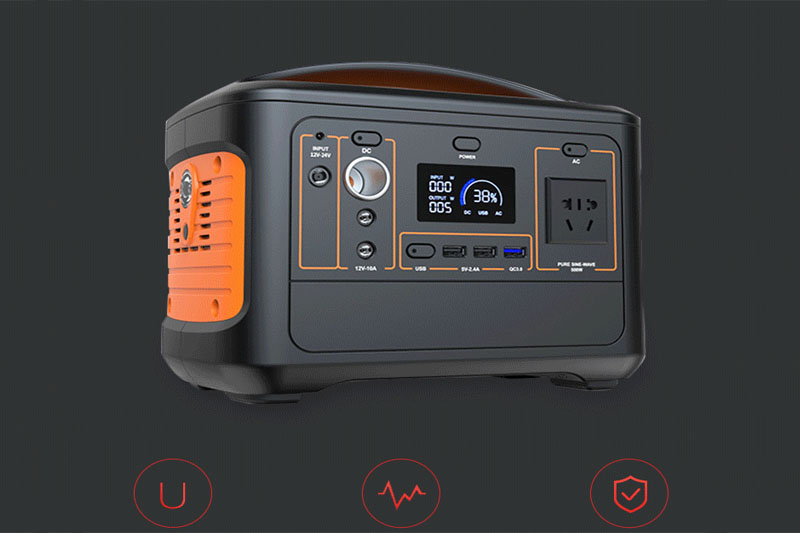 INPUT
12V-24V
DC
12V-10A
POWER
INPUT W
000
OUTPUT W
005
38%
DC USB AC
USB
5V-2.4A
QC3.0
AC
PURE SINE-WAVE
500W
U